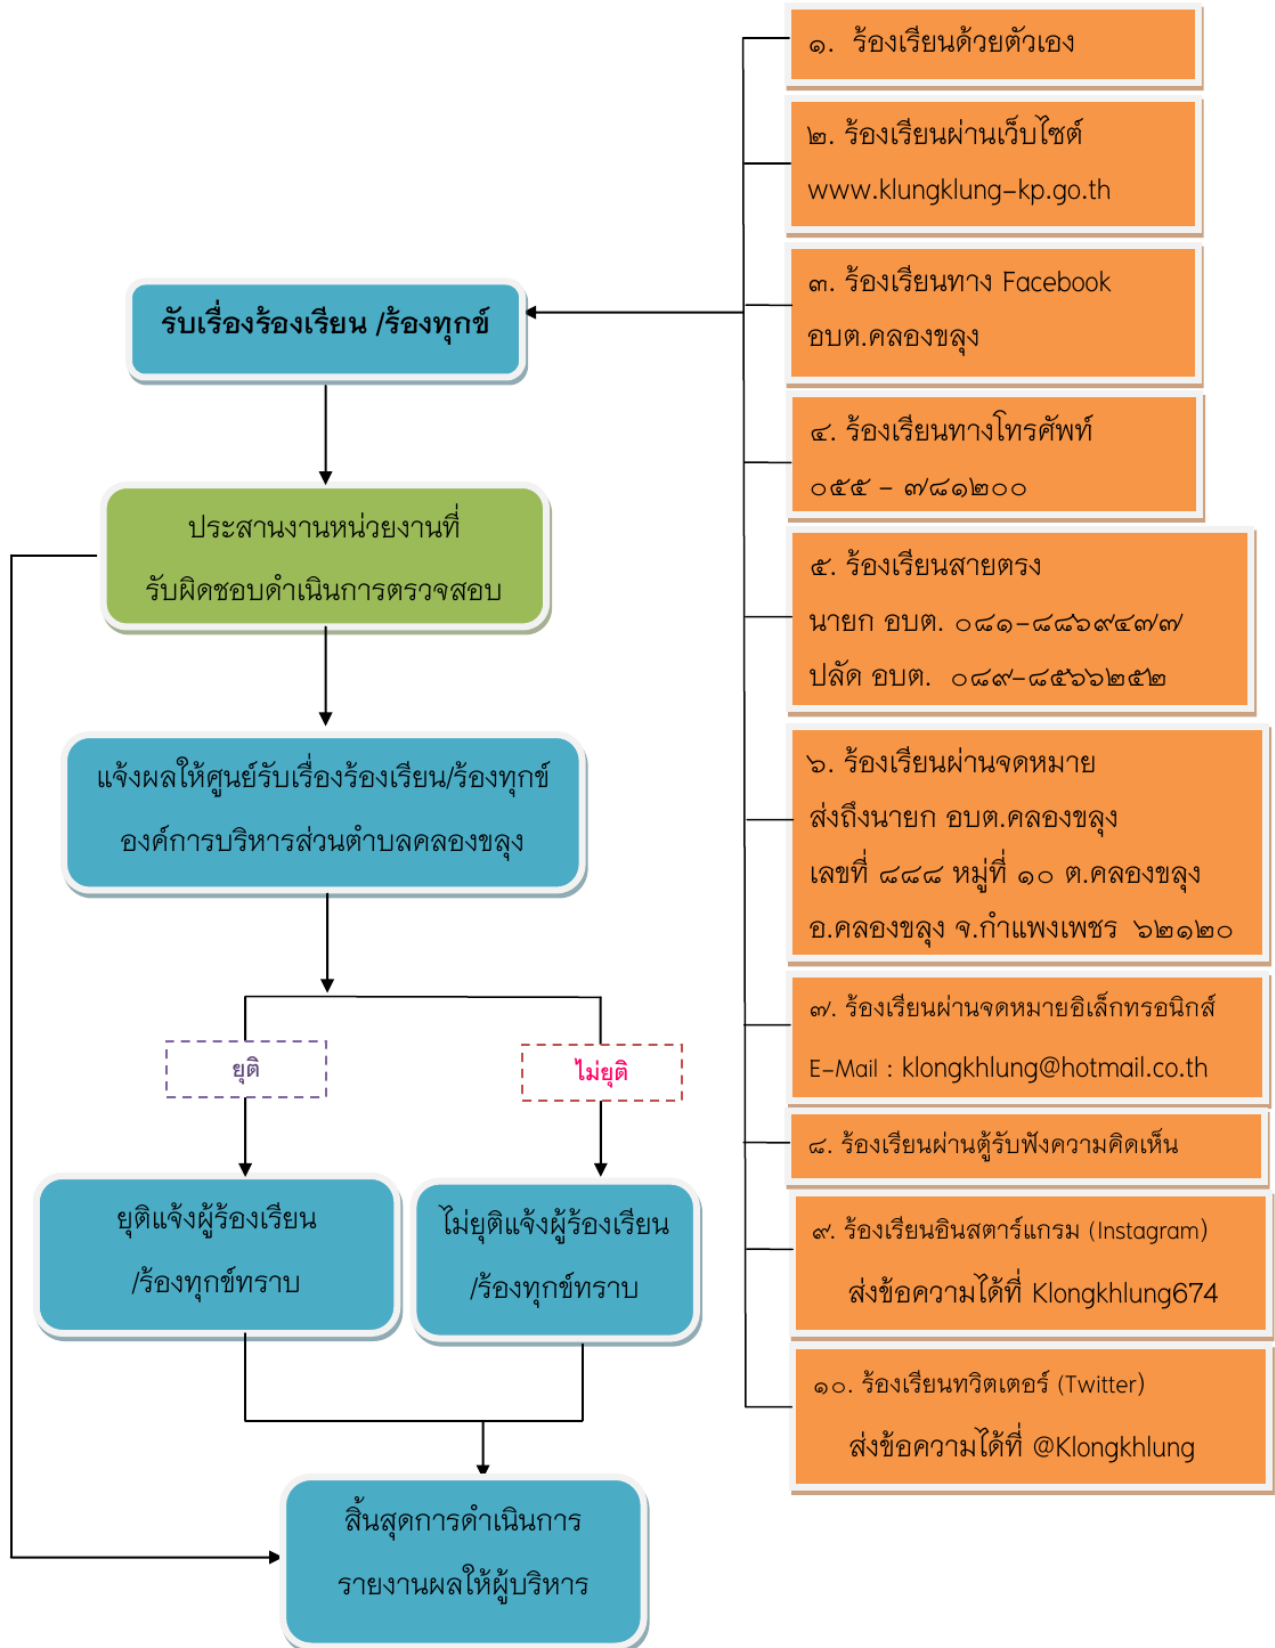 รับเรื่องร้องเรียน /ร้องทุกข์
ประสานงานหน่วยงานที่
รับผิดชอบดำเนินการตรวจสอบ
แจ้งผลให้ศูนย์รับเรื่องร้องเรียน/ร้องทุกข์
องค์การบริหารส่วนตำบลคลองขลุง
ยุติ
ไม่ยุติ
ยุติแจ้งผู้ร้องเรียน
/ร้องทุกข์ทราบ
ไม่ยุติแจ้งผู้ร้องเรียน
/ร้องทุกข์ทราบ
สิ้นสุดการดำเนินการ
รายงานผลให้ผู้บริหาร
๑. ร้องเรียนด้วยตัวเอง
๒. ร้องเรียนผ่านเว็บไซต์
www.klungklung-kp.go.th
๓. ร้องเรียนทาง Facebook
อบต.คลองขลุง
๔. ร้องเรียนทางโทรศัพท์
๐๕๕ - ๗๘๑๒๐๐
๕. ร้องเรียนสายตรง
นายก อบต. ๐๘๑-๘๘๖๙๔๗๗
ปลัด อบต. ๐๘๙-๘๕๖๖๒๕๒
๖. ร้องเรียนผ่านจดหมาย
ส่งถึงนายก อบต.คลองขลุง
เลขที่ ๘๘๘ หมู่ที่ ๑๐ ต.คลองขลุง
อ.คลองขลุง จ.กำแพงเพชร ๖๒๑๒๐
๗. ร้องเรียนผ่านจดหมายอิเล็กทรอนิกส์
E-Mail : klongkhlung@hotmail.co.th
๘. ร้องเรียนผ่านตู้รับฟังความคิดเห็น
๙. ร้องเรียนอินสตาร์แกรม (Instagram)
ส่งข้อความได้ที่ Klongkhlung674
๑๐. ร้องเรียนทวิตเตอร์ (Twitter)
ส่งข้อความได้ที่ @Klongkhlung